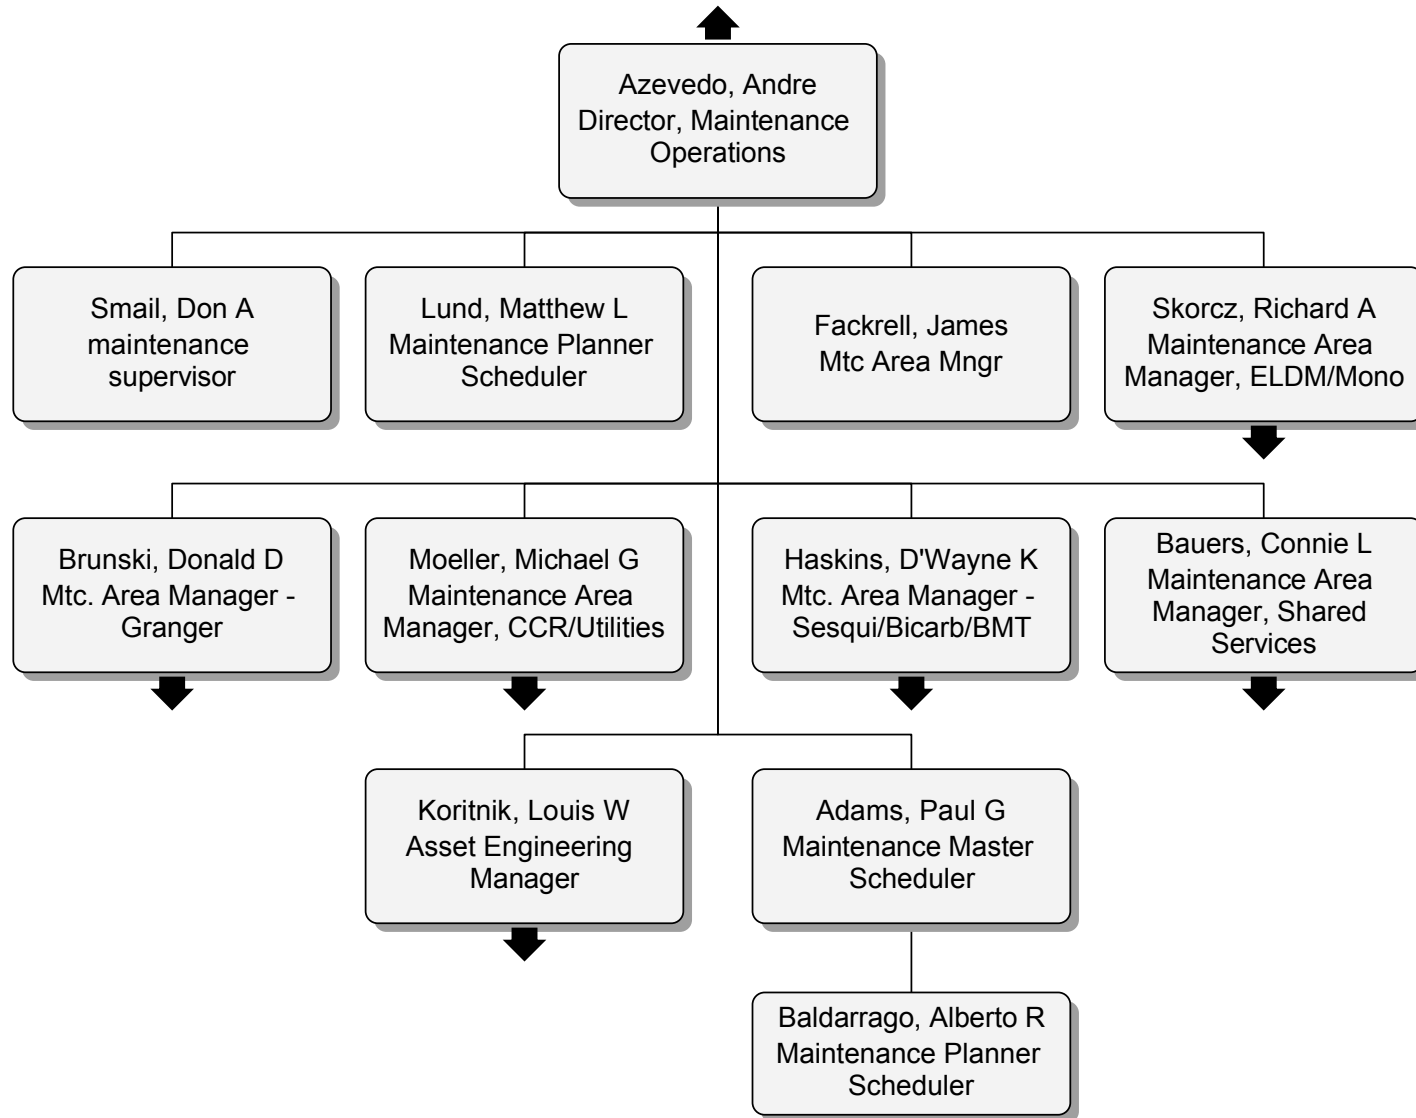 Azevedo, Andre
Director, Maintenance
Operations
Smail, Don A
maintenance
supervisor
Lund, Matthew L
Maintenance Planner
Scheduler
Fackrell, James
Mtc Area Mngr
Skorcz, Richard A
Maintenance Area
Manager, ELDM/Mono
Brunski, Donald D
Mtc. Area Manager -
Granger
Moeller, Michael G
Maintenance Area
Manager, CCR/Utilities
Haskins, D'Wayne K
Mtc. Area Manager -
Sesqui/Bicarb/BMT
Bauers, Connie L
Maintenance Area
Manager, Shared
Services
Koritnik, Louis W
Asset Engineering
Manager
Adams, Paul G
Maintenance Master
Scheduler
Baldarrago, Alberto R
Maintenance Planner
Scheduler